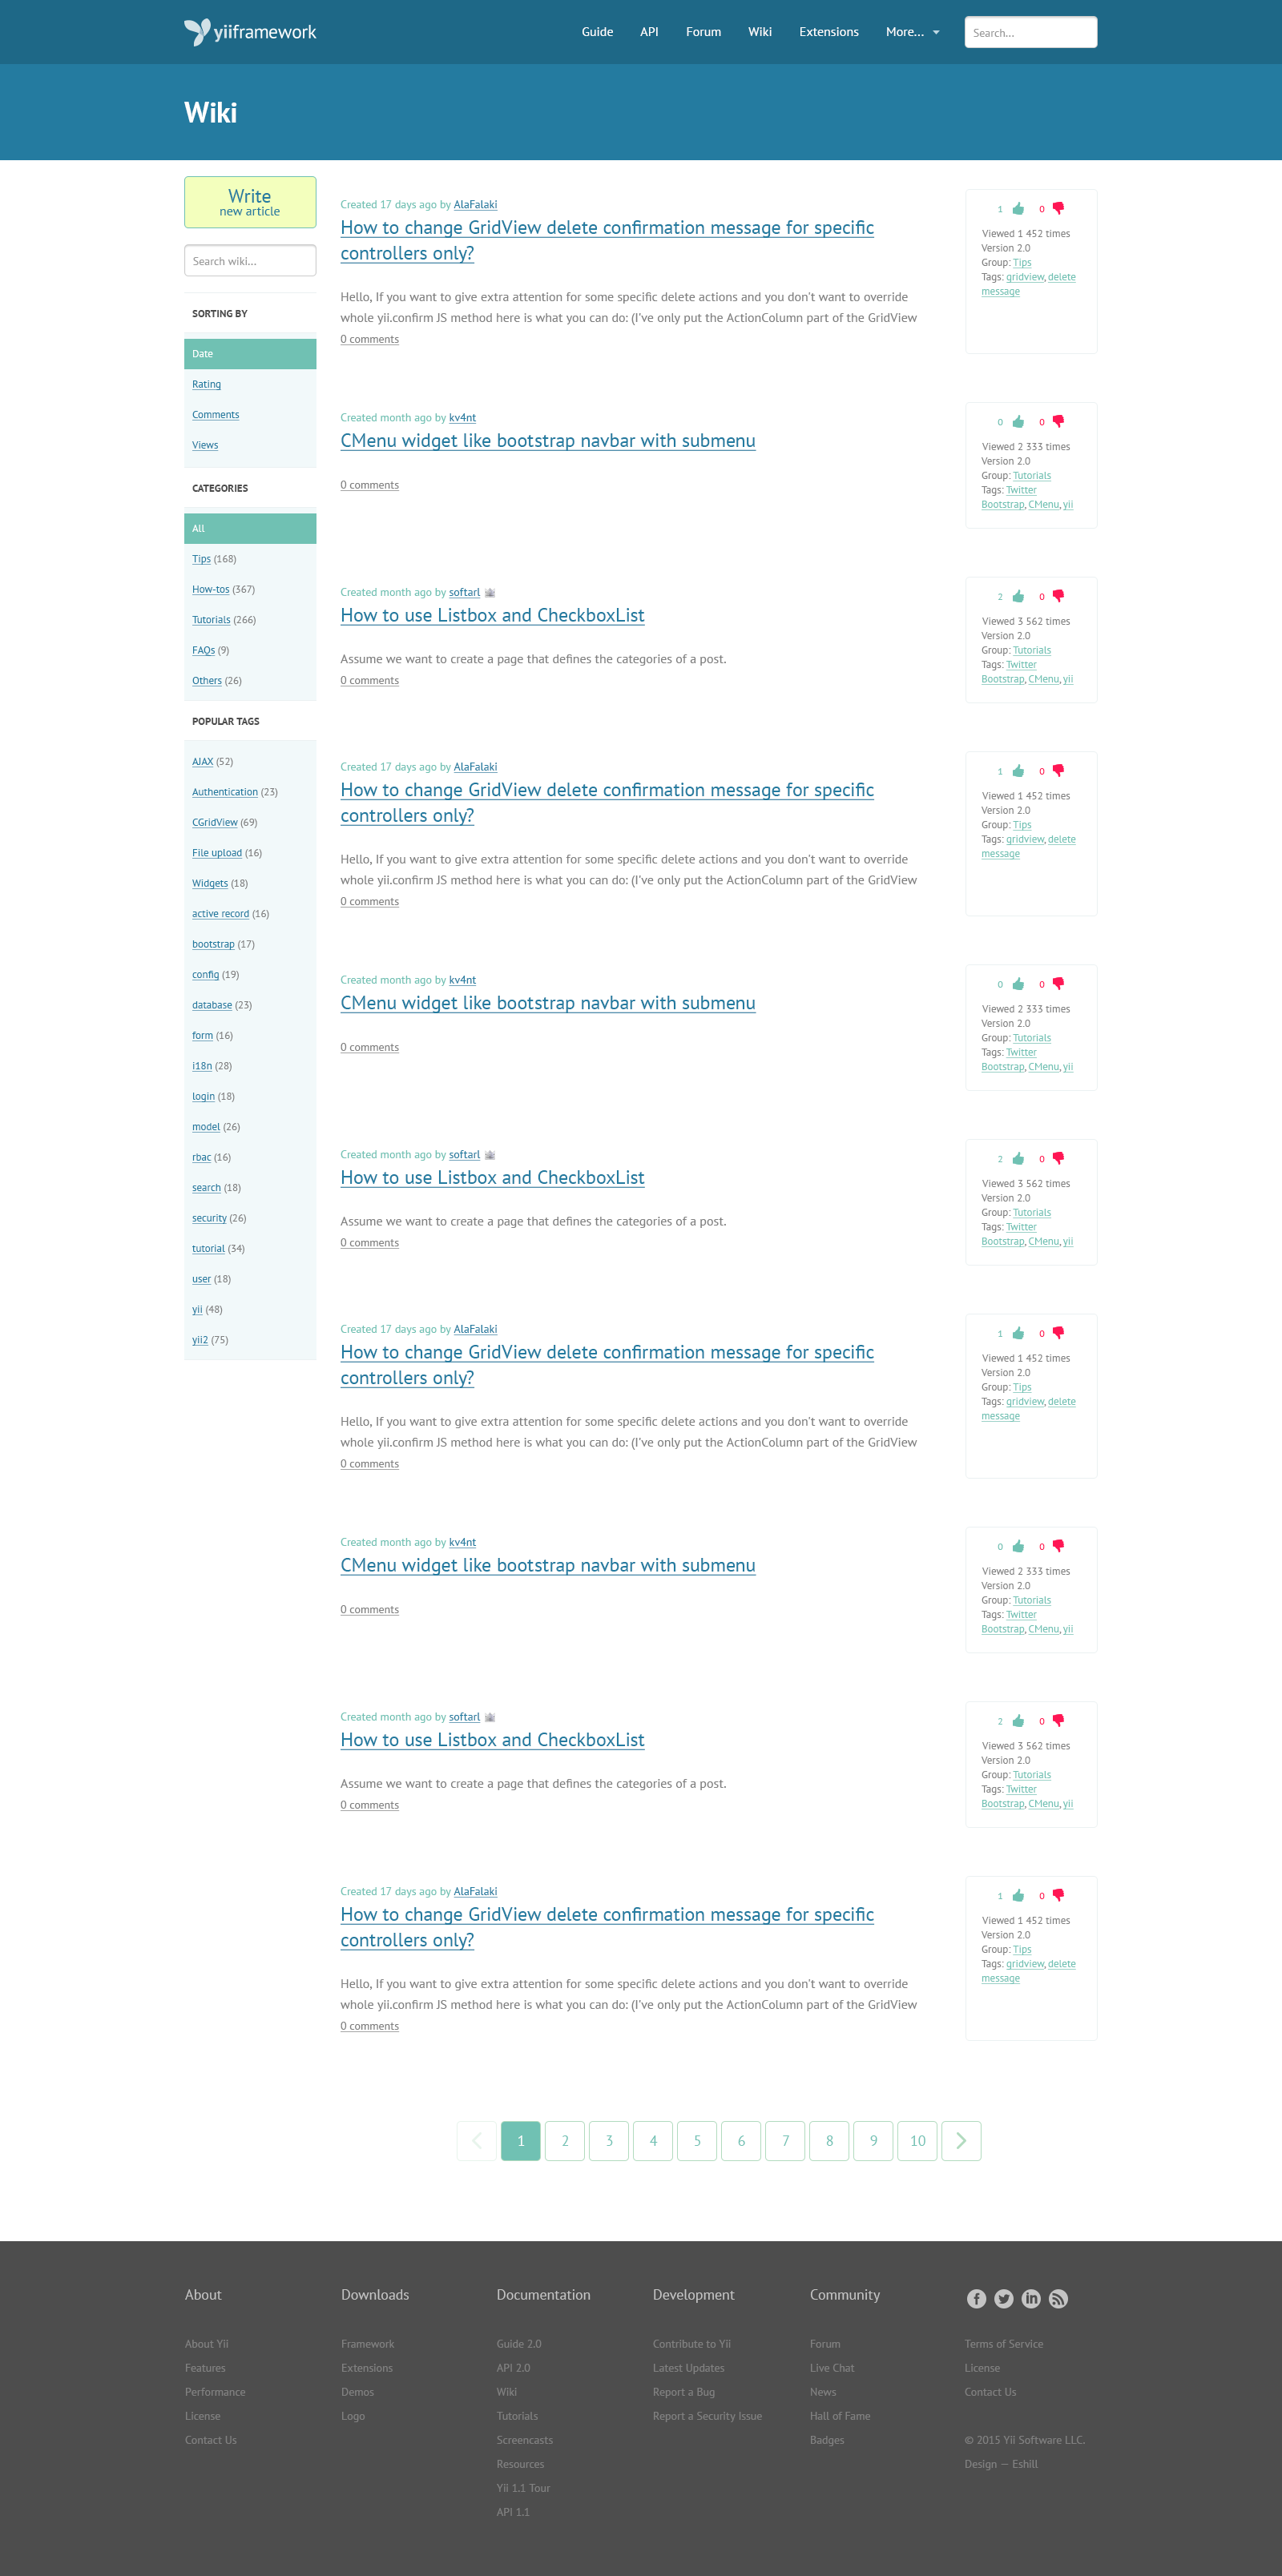 yiiframework
Guide API Forum Wiki Extensions More... Search...
Wiki
Write
new article
Search wiki...
SORTING BY
Date
Rating
Comments
Views
CATEGORIES
All
Tips (168)
How-tos (367)
Tutorials (266)
FAQs (9)
Others (26)
POPULAR TAGS
AJAX (52)
Authentication (23)
CGridView (69)
File upload (16)
Widgets (18)
active record (16)
bootstrap (17)
config (19)
database (23)
form (16)
i18n (28)
login (18)
model (26)
rbac (16)
search (18)
security (26)
tutorial (34)
user (18)
yii (48)
yii2 (75)
Created 17 days ago by AlaFalaki
How to change GridView delete confirmation message for specific
controllers only?
Hello, If you want to give extra attention for some specific delete actions and you don't want to override
whole yii.confirm JS method here is what you can do: (I've only put the ActionColumn part of the GridView
0 comments
1 0
Viewed 1 452 times
Version 2.0
Group: Tips
Tags: gridview, delete
message
Created month ago by kv4nt
CMenu widget like bootstrap navbar with submenu
0 comments
0 0
Viewed 2 333 times
Version 2.0
Group: Tutorials
Tags: Twitter
Bootstrap, CMenu, yii
Created month ago by softarl
How to use Listbox and CheckboxList
Assume we want to create a page that defines the categories of a post.
0 comments
2 0
Viewed 3 562 times
Version 2.0
Group: Tutorials
Tags: Twitter
Bootstrap, CMenu, yii
Created 17 days ago by AlaFalaki
How to change GridView delete confirmation message for specific
controllers only?
Hello, If you want to give extra attention for some specific delete actions and you don't want to override
whole yii.confirm JS method here is what you can do: (I've only put the ActionColumn part of the GridView
0 comments
1 0
Viewed 1 452 times
Version 2.0
Group: Tips
Tags: gridview, delete
message
Created month ago by kv4nt
CMenu widget like bootstrap navbar with submenu
0 comments
0 0
Viewed 2 333 times
Version 2.0
Group: Tutorials
Tags: Twitter
Bootstrap, CMenu, yii
Created month ago by softarl
How to use Listbox and CheckboxList
Assume we want to create a page that defines the categories of a post.
0 comments
2 0
Viewed 3 562 times
Version 2.0
Group: Tutorials
Tags: Twitter
Bootstrap, CMenu, yii
Created 17 days ago by AlaFalaki
How to change GridView delete confirmation message for specific
controllers only?
Hello, If you want to give extra attention for some specific delete actions and you don't want to override
whole yii.confirm JS method here is what you can do: (I've only put the ActionColumn part of the GridView
0 comments
1 0
Viewed 1 452 times
Version 2.0
Group: Tips
Tags: gridview, delete
message
Created month ago by kv4nt
CMenu widget like bootstrap navbar with submenu
0 comments
0 0
Viewed 2 333 times
Version 2.0
Group: Tutorials
Tags: Twitter
Bootstrap, CMenu, yii
Created month ago by softarl
How to use Listbox and CheckboxList
Assume we want to create a page that defines the categories of a post.
0 comments
2 0
Viewed 3 562 times
Version 2.0
Group: Tutorials
Tags: Twitter
Bootstrap, CMenu, yii
Created 17 days ago by AlaFalaki
How to change GridView delete confirmation message for specific
controllers only?
Hello, If you want to give extra attention for some specific delete actions and you don't want to override
whole yii.confirm JS method here is what you can do: (I've only put the ActionColumn part of the GridView
0 comments
1 0
Viewed 1 452 times
Version 2.0
Group: Tips
Tags: gridview, delete
message
1 2 3 4 5 6 7 8 9 10
About
About Yii
Features
Performance
License
Contact Us
Downloads
Framework
Extensions
Demos
Logo
Documentation
Guide 2.0
API 2.0
Wiki
Tutorials
Screencasts
Resources
Yii 1.1 Tour
API 1.1
Development
Contribute to Yii
Latest Updates
Report a Bug
Report a Security Issue
Community
Forum
Live Chat
News
Hall of Fame
Badges
Terms of Service
License
Contact Us
© 2015 Yii Software LLC.
Design — Eshill